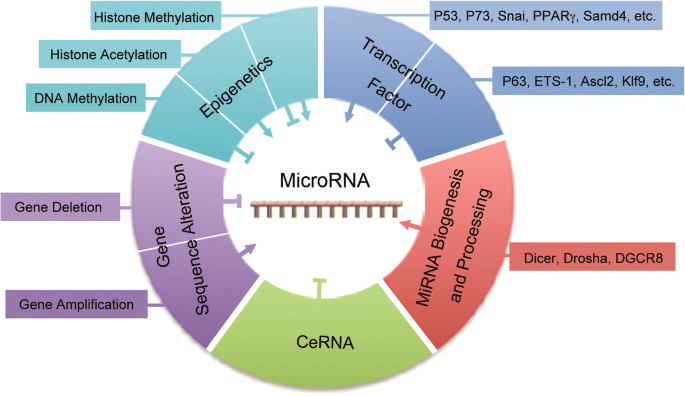 Histone Methylation
P53, P73, Snai, PPARγ, Samd4, etc.
Histone Acetylation
DNA Methylation
P63, ETS-1, Ascl2, Klf9, etc.
Epigenetics
Transcription
Factor
MicroRNA
Gene Deletion
Gene Amplification
Gene
Sequence Alteration
MiRNA Biogenesis
and Processing
Dicer, Drosha, DGCR8
CeRNA